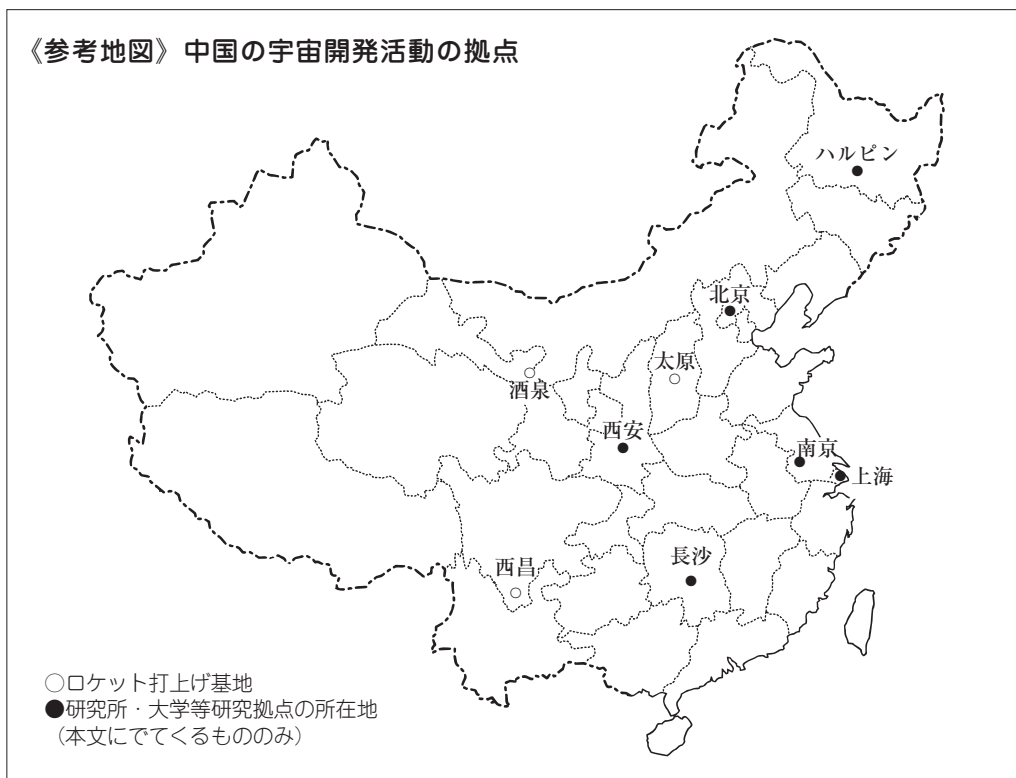 《参考地図》中国の宇宙開発活動の拠点
ハルピン
北京
太原
酒泉
西安
南京
上海
西昌
長沙
○ロケット打上げ基地
●研究所・大学等研究拠点の所在地
（本文にでてくるもののみ）